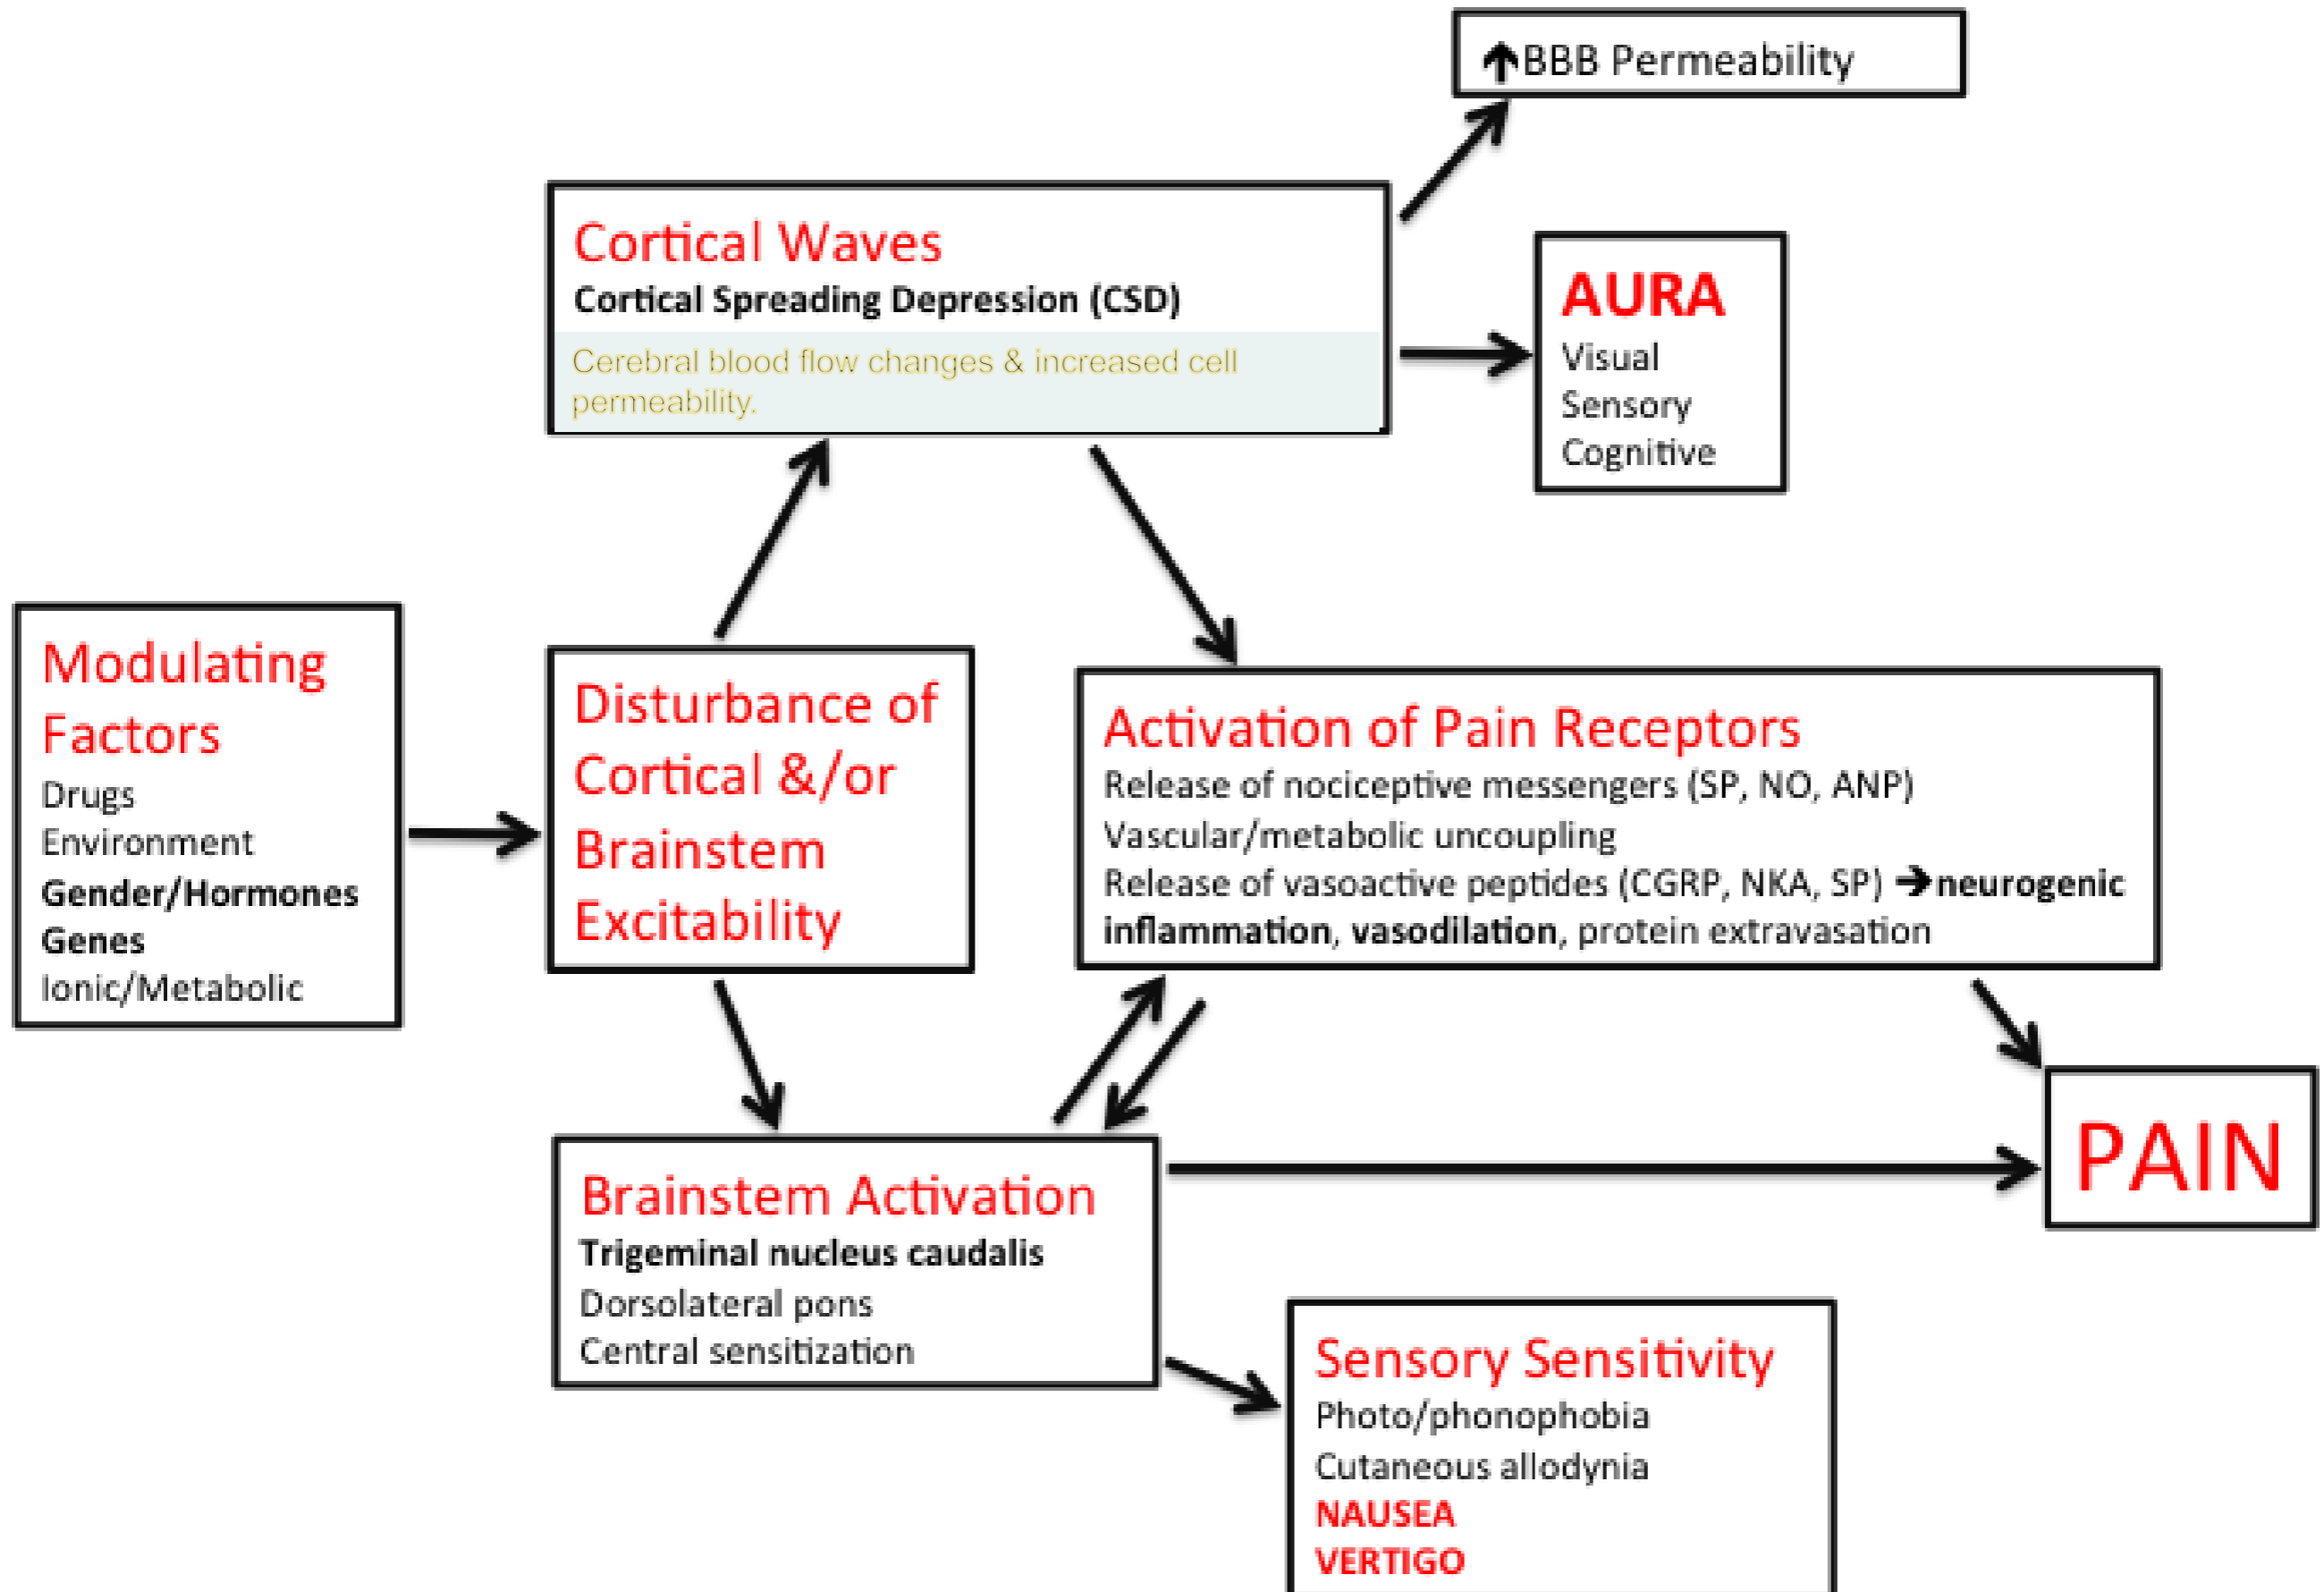 ↑BBB Permeability
Cortical Waves
Cortical Spreading Depression (CSD)
Cerebral blood flow changes & increased cell
permeability.
AURA
Visual
Sensory
Cognitive
Modulating
Factors
Drugs
Environment
Gender/Hormones
Genes
Ionic/Metabolic
Disturbance of
Cortical &/or
Brainstem
Excitability
Activation of Pain Receptors
Release of nociceptive messengers (SP, NO, ANP)
Vascular/metabolic uncoupling
Release of vasoactive peptides (CGRP, NKA, SP) →neurogenic
inflammation, vasodilation, protein extravasation
Brainstem Activation
Trigeminal nucleus caudalis
Dorsolateral pons
Central sensitization
PAIN
Sensory Sensitivity
Photo/phonophobia
Cutaneous allodynia
NAUSEA
VERTIGO